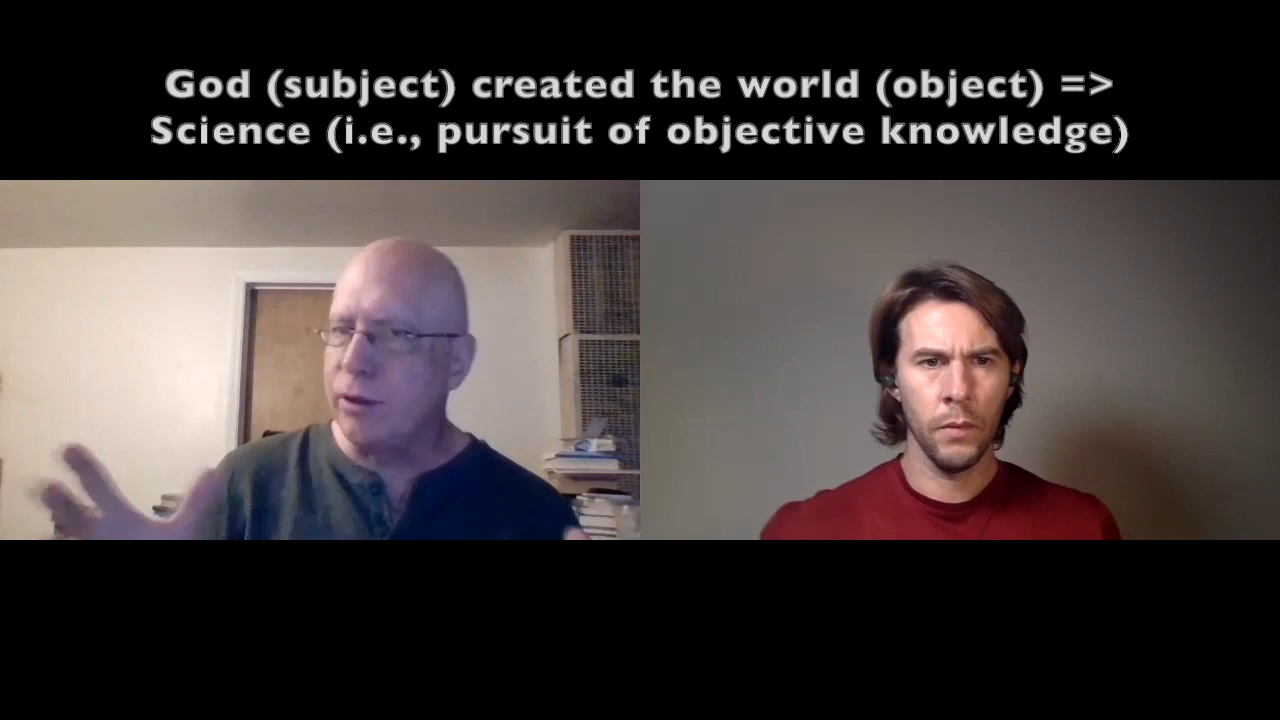 God (subject) created the world (object) =>
Science (i.e., pursuit of objective knowledge)